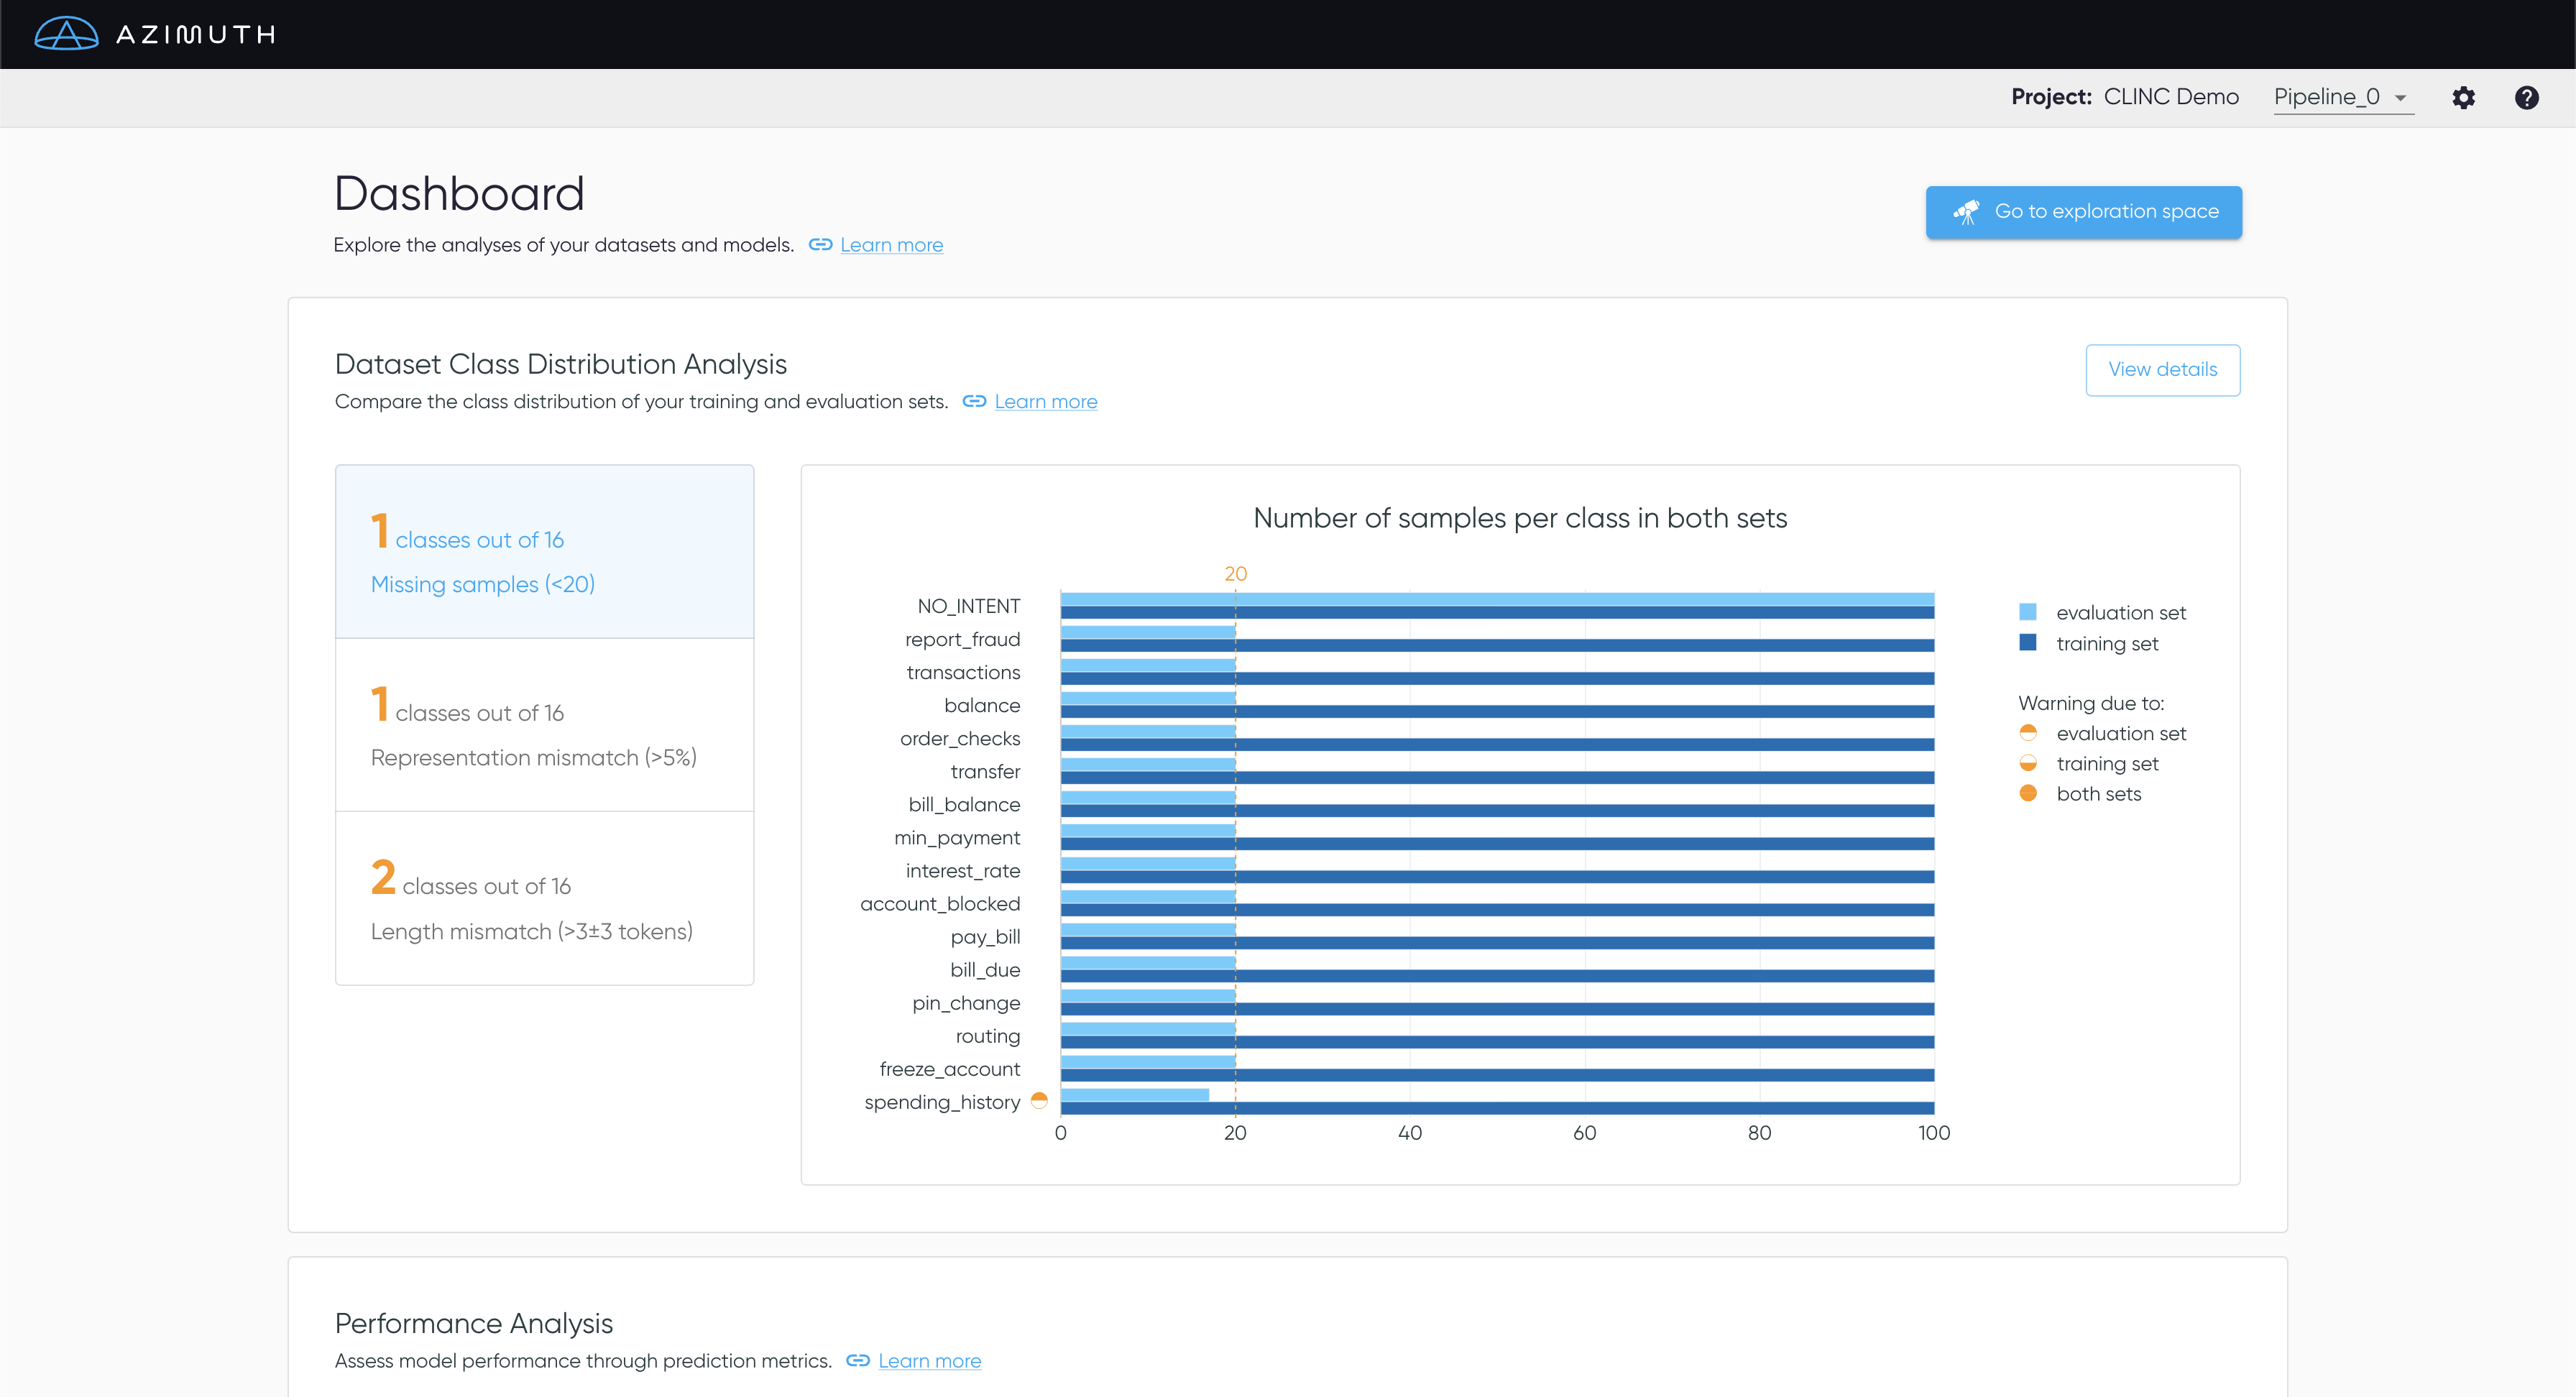 AZIMUTH
Project: CLINC Demo Pipeline_0
Dashboard
Go to exploration space
Explore the analyses of your datasets and models. Learn more
Dataset Class Distribution Analysis
View details
Compare the class distribution of your training and evaluation sets. Learn more
1 classes out of 16
Missing samples (<20)
1 classes out of 16
Representation mismatch (>5%)
2 classes out of 16
Length mismatch (>3±3 tokens)
Number of samples per class in both sets
20
NO_INTENT
report_fraud
transactions
balance
order_checks
transfer
bill_balance
min_payment
interest_rate
account_blocked
pay_bill
bill_due
pin_change
routing
freeze_account
spending_history
0 20 40 60 80 100
evaluation set
training set
Warning due to:
evaluation set
training set
both sets
Performance Analysis
Assess model performance through prediction metrics. Learn more